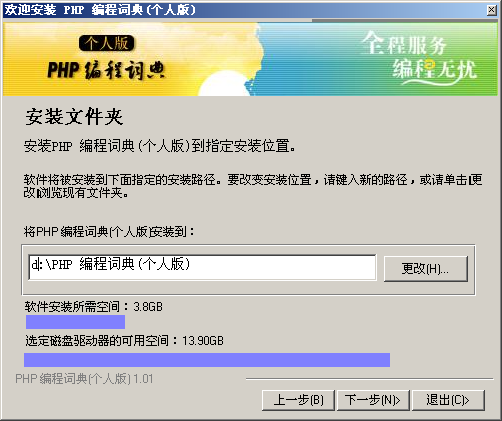 欢迎安装 PHP 编程词典(个人版)
个人版
PHP编程词典
全程服务
编程无忧
安装文件夹
安装PHP 编程词典(个人版)到指定安装位置。
软件将被安装到下面指定的安装路径。要改变安装位置，请键入新的路径，或请单击[更
改]浏览现有文件夹。
将PHP 编程词典(个人版)安装到：
d:\PHP 编程词典(个人版)
更改(H)...
软件安装所需空间：3.8GB
选定磁盘驱动器的可用空间：13.90GB
PHP 编程词典(个人版) 1.01
上一步(B)
下一步(N)>
退出(C)>